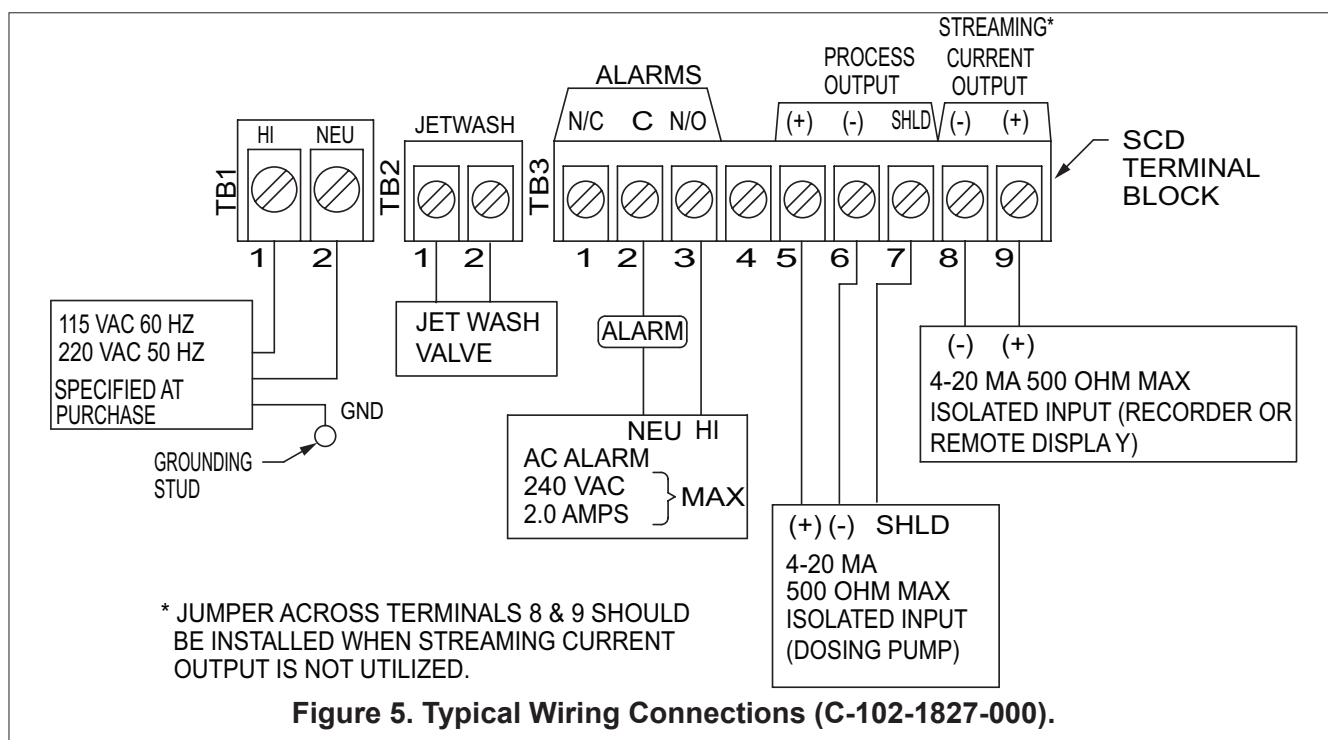 STREAMING*
CURRENT
OUTPUT
PROCESS
OUTPUT
ALARMS
HI NEU
JETWASH
N/C C N/O
(+) (-) SHLD
(-) (+)
TB1
TB2
TB3
SCD
TERMINAL
BLOCK
1 2
1 2
1 2 3 4 5 6 7 8 9
115 VAC 60 HZ
220 VAC 50 HZ
SPECIFIED AT
PURCHASE
GND
GROUNDING
STUD
JET WASH
VALVE
ALARM
NEU HI
AC ALARM
240 VAC
2.0 AMPS
MAX
(+) (-) SHLD
4-20 MA
500 OHM MAX
ISOLATED INPUT
(DOSING PUMP)
(-) (+)
4-20 MA 500 OHM MAX
ISOLATED INPUT (RECORDER OR
REMOTE DISPLA Y)
* JUMPER ACROSS TERMINALS 8 & 9 SHOULD
BE INSTALLED WHEN STREAMING CURRENT
OUTPUT IS NOT UTILIZED.
Figure 5. Typical Wiring Connections (C-102-1827-000).